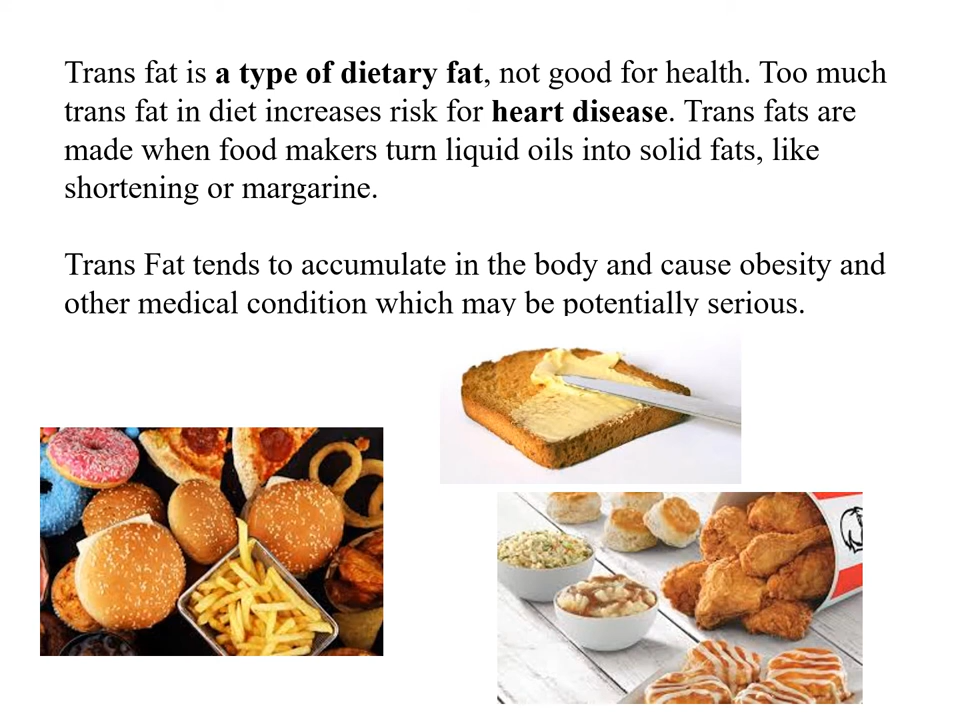 Trans fat is a type of dietary fat, not good for health. Too much
trans fat in diet increases risk for heart disease. Trans fats are
made when food makers turn liquid oils into solid fats, like
shortening or margarine.
Trans Fat tends to accumulate in the body and cause obesity and
other medical condition which may be potentially serious.